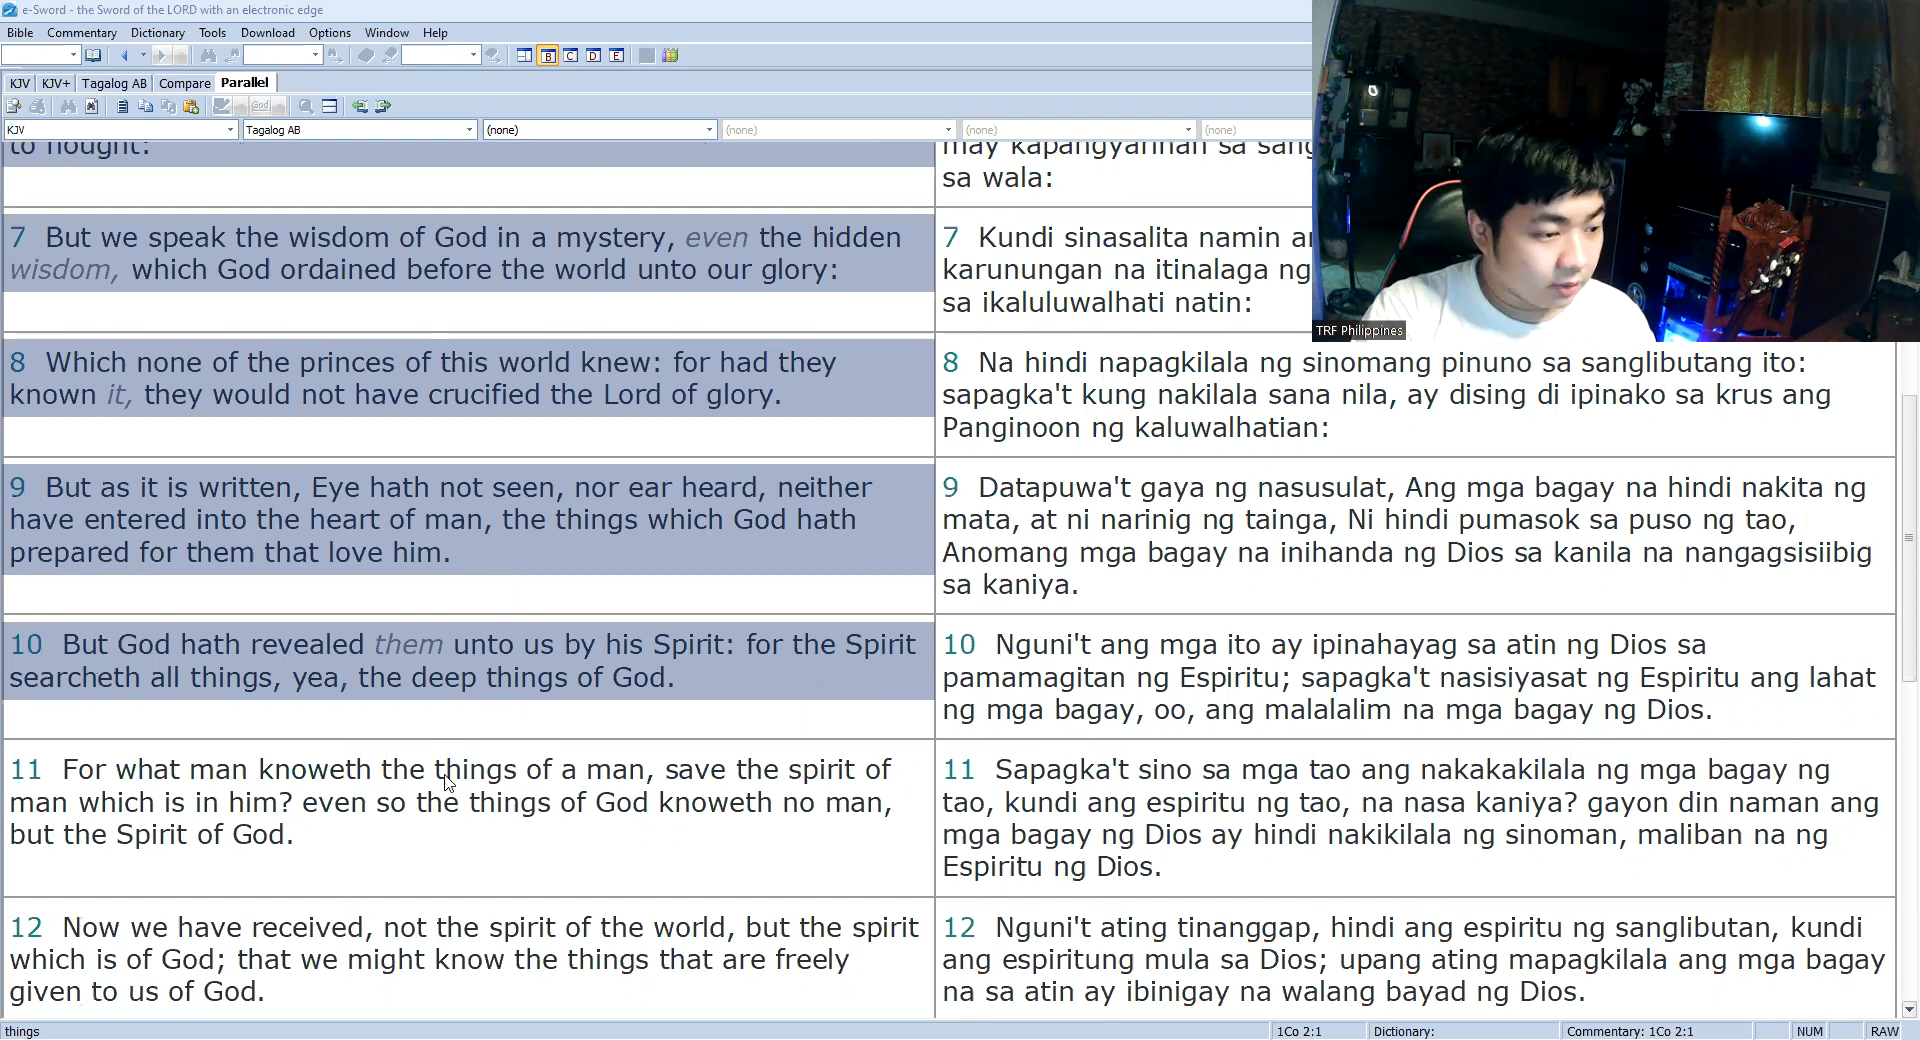 e-Sword - the Sword of the LORD with an electronic edge
Bible Commentary Dictionary Tools Download Options Window Help
B C D E
KJV KJV+ Tagalog AB Compare Parallel
God
KJV Tagalog AB (none) (none) (none) (none)
to nought:
7 But we speak the wisdom of God in a mystery, even the hidden
wisdom, which God ordained before the world unto our glory:
8 Which none of the princes of this world knew: for had they
known it, they would not have crucified the Lord of glory.
9 But as it is written, Eye hath not seen, nor ear heard, neither
have entered into the heart of man, the things which God hath
prepared for them that love him.
10 But God hath revealed them unto us by his Spirit: for the Spirit
searcheth all things, yea, the deep things of God.
11 For what man knoweth the things of a man, save the spirit of
man which is in him? even so the things of God knoweth no man,
but the Spirit of God.
12 Now we have received, not the spirit of the world, but the spirit
which is of God; that we might know the things that are freely
given to us of God.
may kapangyarihan sa
sa wala:
7 Kundi sinasalita namin
karunungan na itinalaga ng
sa ikaluluwalhati natin:
8 Na hindi napagkilala ng sinomang pinuno sa sanglibutang ito:
sapagka't kung nakilala sana nila, ay dising di ipinako sa krus ang
Panginoon ng kaluwalhatian:
9 Datapuwa't gaya ng nasusulat, Ang mga bagay na hindi nakita ng
mata, at ni narinig ng tainga, Ni hindi pumasok sa puso ng tao,
Anomang mga bagay na inihanda ng Dios sa kanila na nangagsisiibig
sa kaniya.
10 Nguni't ang mga ito ay ipinahayag sa atin ng Dios sa
pamamagitan ng Espiritu; sapagka't nasisiyasat ng Espiritu ang lahat
ng mga bagay, oo, ang malalalim na mga bagay ng Dios.
11 Sapagka't sino sa mga tao ang nakakakilala ng mga bagay ng
tao, kundi ang espiritu ng tao, na nasa kaniya? gayon din naman ang
mga bagay ng Dios ay hindi nakikilala ng sinoman, maliban na ng
Espiritu ng Dios.
12 Nguni't ating tinanggap, hindi ang espiritu ng sanglibutan, kundi
ang espiritung mula sa Dios; upang ating mapagkilala ang mga bagay
na sa atin ay ibinigay na walang bayad ng Dios.
TRF Philippines
things 1Co 2:1 Dictionary: Commentary: 1Co 2:1 NUM RAW